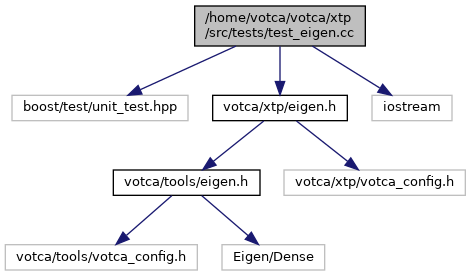 /home/votca/votca/xtp
/src/tests/test_eigen.cc
boost/test/unit_test.hpp
votca/xtp/eigen.h
iostream
votca/tools/eigen.h
votca/xtp/votca_config.h
votca/tools/votca_config.h
Eigen/Dense